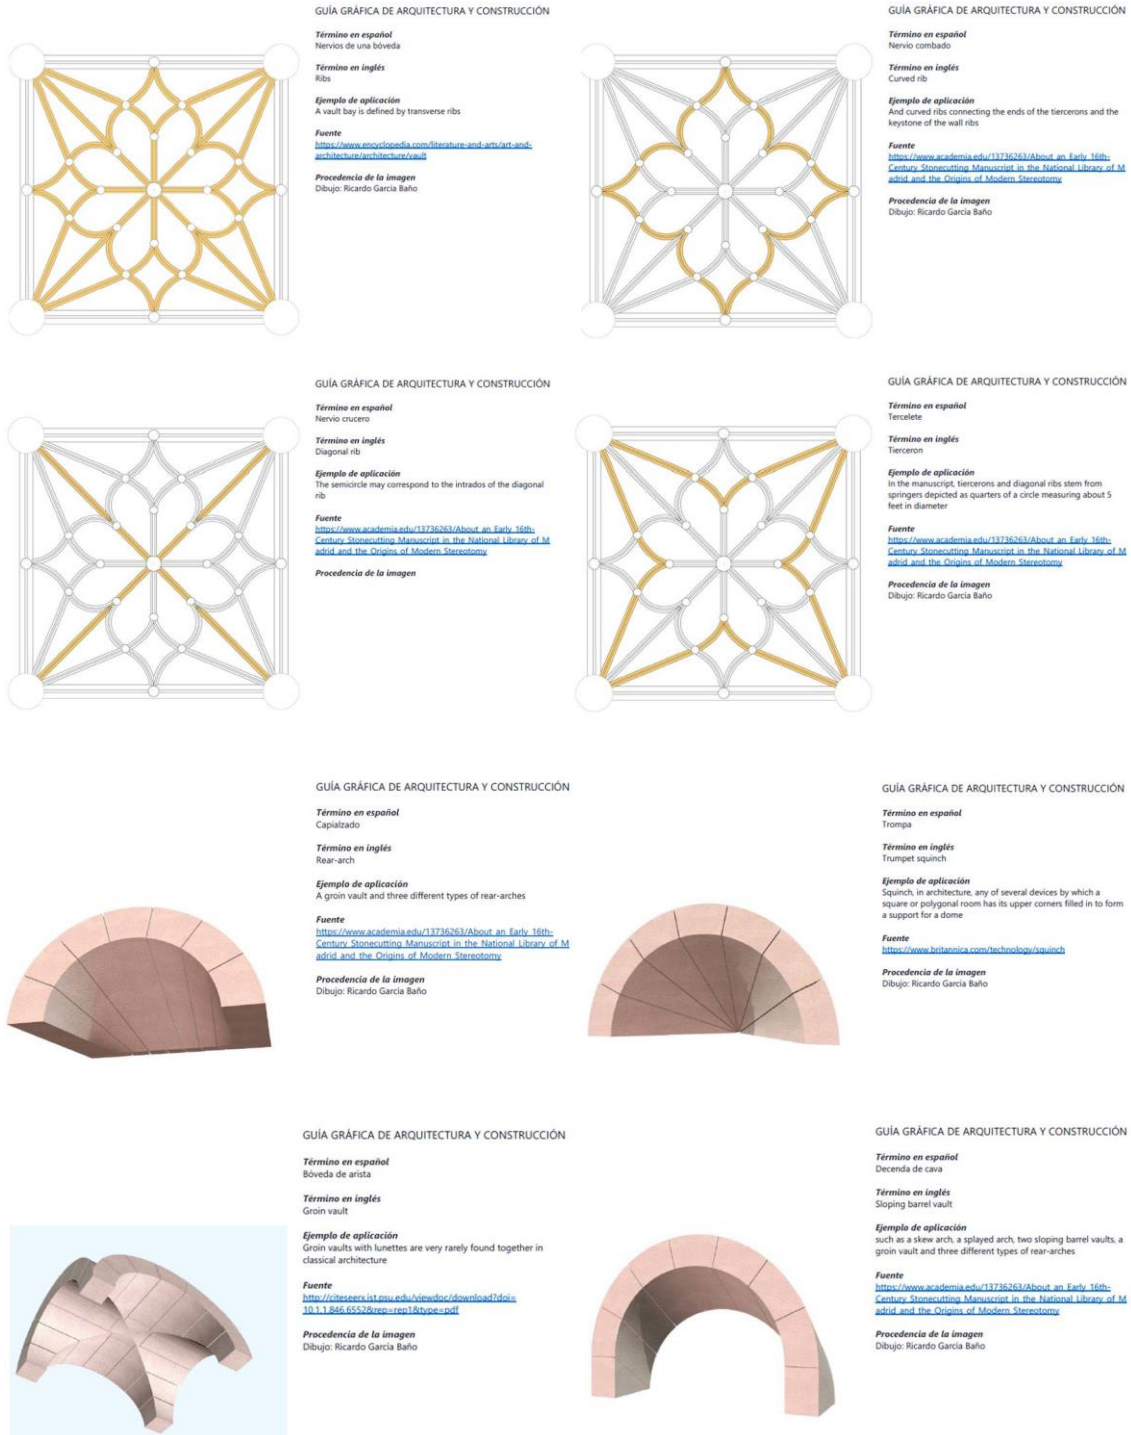 GUÍA GRÁFICA DE ARQUITECTURA Y CONSTRUCCIÓN
Término en español
Nervios de una bóveda
Término en inglés
Ribs
Ejemplo de aplicación
A vault bay is defined by transverse ribs
Fuente
https://www.encyclopedia.com/literature-and-arts/art-and-
architecture/architecture/vault
Procedencia de la imagen
Dibujo: Ricardo García Baño
GUÍA GRÁFICA DE ARQUITECTURA Y CONSTRUCCIÓN
Término en español
Nervio combado
Término en inglés
Curved rib
Ejemplo de aplicación
And curved ribs connecting the ends of the tiercerons and the
keystone of the wall ribs
Fuente
https://www.academia.edu/13736263/About_an_Early_16th-
Century_Stonecutting_Manuscript_in_the_National_Library_of_M
adrid_and_the_Origins_of_Modern_Stereotomy
Procedencia de la imagen
Dibujo: Ricardo García Baño
GUÍA GRÁFICA DE ARQUITECTURA Y CONSTRUCCIÓN
Término en español
Nervio crucero
Término en inglés
Diagonal rib
Ejemplo de aplicación
The semicircle may correspond to the intrados of the diagonal
rib
Fuente
https://www.academia.edu/13736263/About_an_Early_16th-
Century_Stonecutting_Manuscript_in_the_National_Library_of_M
adrid_and_the_Origins_of_Modern_Stereotomy
Procedencia de la imagen
GUÍA GRÁFICA DE ARQUITECTURA Y CONSTRUCCIÓN
Término en español
Tercelete
Término en inglés
Tierceron
Ejemplo de aplicación
In the manuscript, tiercerons and diagonal ribs stem from
springers depicted as quarters of a circle measuring about 5
feet in diameter
Fuente
https://www.academia.edu/13736263/About_an_Early_16th-
Century_Stonecutting_Manuscript_in_the_National_Library_of_M
adrid_and_the_Origins_of_Modern_Stereotomy
Procedencia de la imagen
Dibujo: Ricardo García Baño
GUÍA GRÁFICA DE ARQUITECTURA Y CONSTRUCCIÓN
Término en español
Capialzado
Término en inglés
Rear-arch
Ejemplo de aplicación
A groin vault and three different types of rear-arches
Fuente
https://www.academia.edu/13736263/About_an_Early_16th-
Century_Stonecutting_Manuscript_in_the_National_Library_of_M
adrid_and_the_Origins_of_Modern_Stereotomy
Procedencia de la imagen
Dibujo: Ricardo García Baño
GUÍA GRÁFICA DE ARQUITECTURA Y CONSTRUCCIÓN
Término en español
Trompa
Término en inglés
Trumpet squinch
Ejemplo de aplicación
Squinch, in architecture, any of several devices by which a
square or polygonal room has its upper corners filled in to form
a support for a dome
Fuente
https://www.britannica.com/technology/squinch
Procedencia de la imagen
Dibujo: Ricardo García Baño
GUÍA GRÁFICA DE ARQUITECTURA Y CONSTRUCCIÓN
Término en español
Bóveda de arista
Término en inglés
Groin vault
Ejemplo de aplicación
Groin vaults with lunettes are very rarely found together in
classical architecture
Fuente
http://citeseerx.ist.psu.edu/viewdoc/download?doi=
10.1.1.846.6552&rep=rep1&type=pdf
Procedencia de la imagen
Dibujo: Ricardo García Baño
GUÍA GRÁFICA DE ARQUITECTURA Y CONSTRUCCIÓN
Término en español
Decenda de cava
Término en inglés
Sloping barrel vault
Ejemplo de aplicación
such as a skew arch, a splayed arch, two sloping barrel vaults, a
groin vault and three different types of rear-arches
Fuente
https://www.academia.edu/13736263/About_an_Early_16th-
Century_Stonecutting_Manuscript_in_the_National_Library_of_M
adrid_and_the_Origins_of_Modern_Stereotomy
Procedencia de la imagen
Dibujo: Ricardo García Baño